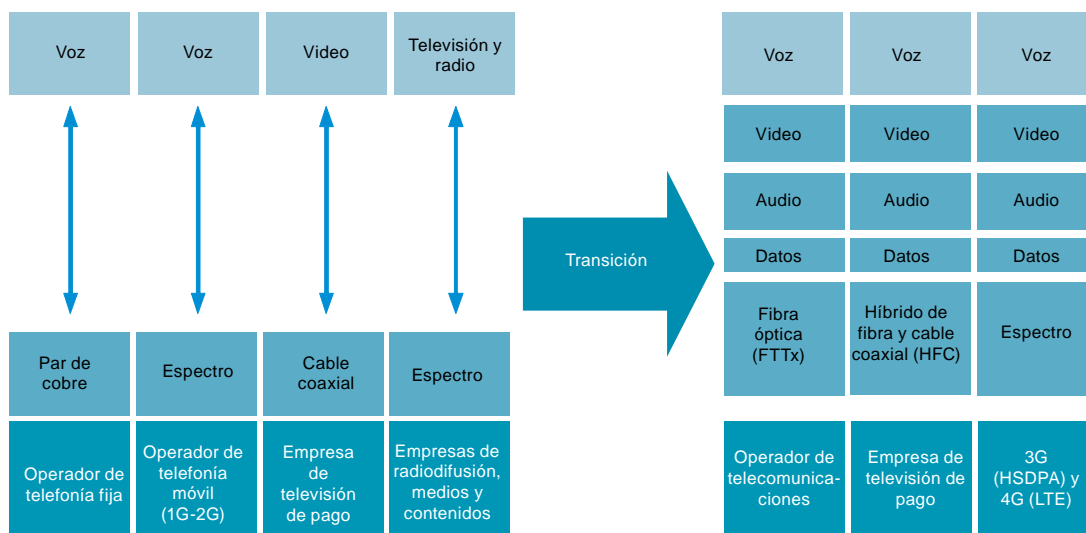 Voz
Voz
Video
Televisión y
radio
Par de
cobre
Espectro
Cable
coaxial
Espectro
Operador de
telefonía fija
Operador de
telefonía
móvil
(1G-2G)
Empresa
de
televisión
de pago
Empresas de
radiodifusión,
medios y
contenidos
Transición
Voz
Voz
Voz
Video
Video
Video
Audio
Audio
Audio
Datos
Datos
Datos
Fibra
óptica
(FTTx)
Híbrido de
fibra y cable
coaxial (HFC)
Espectro
Operador de
telecomunica-
ciones
Empresa de
televisión de
pago
3G
(HSDPA) y
4G (LTE)